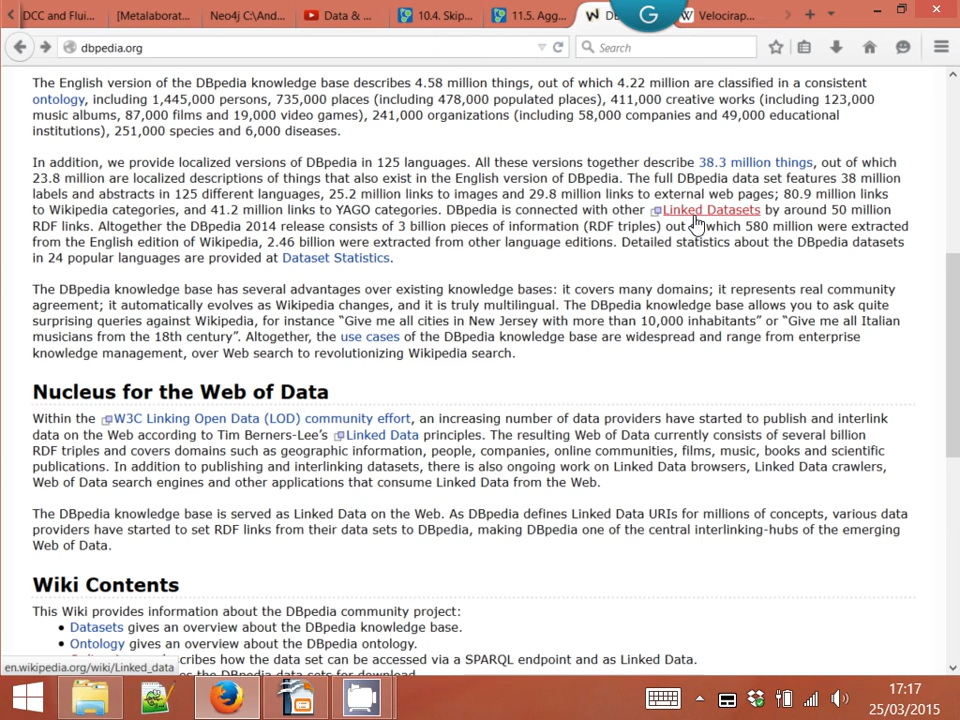 DCC and Flui...
[Metalaborat...
Neo4j C:\And...
Data & ...
10.4. Skip...
11.5. Agg...
Velocirap...
dbpedia.org
Search
The English version of the DBpedia knowledge base describes 4.58 million things, out of which 4.22 million are classified in a consistent
ontology, including 1,445,000 persons, 735,000 places (including 478,000 populated places), 411,000 creative works (including 123,000
music albums, 87,000 films and 19,000 video games), 241,000 organizations (including 58,000 companies and 49,000 educational
institutions), 251,000 species and 6,000 diseases.
In addition, we provide localized versions of DBpedia in 125 languages. All these versions together describe 38.3 million things, out of which
23.8 million are localized descriptions of things that also exist in the English version of DBpedia. The full DBpedia data set features 38 million
labels and abstracts in 125 different languages, 25.2 million links to images and 29.8 million links to external web pages; 80.9 million links
to Wikipedia categories, and 41.2 million links to YAGO categories. DBpedia is connected with other Linked Datasets by around 50 million
RDF links. Altogether the DBpedia 2014 release consists of 3 billion pieces of information (RDF triples) out which 580 million were extracted
from the English edition of Wikipedia, 2.46 billion were extracted from other language editions. Detailed statistics about the DBpedia datasets
in 24 popular languages are provided at Dataset Statistics.
The DBpedia knowledge base has several advantages over existing knowledge bases: it covers many domains; it represents real community
agreement; it automatically evolves as Wikipedia changes, and it is truly multilingual. The DBpedia knowledge base allows you to ask quite
surprising queries against Wikipedia, for instance “Give me all cities in New Jersey with more than 10,000 inhabitants” or “Give me all Italian
musicians from the 18th century”. Altogether, the use cases of the DBpedia knowledge base are widespread and range from enterprise
knowledge management, over Web search to revolutionizing Wikipedia search.
Nucleus for the Web of Data
Within the W3C Linking Open Data (LOD) community effort, an increasing number of data providers have started to publish and interlink
data on the Web according to Tim Berners-Lee’s Linked Data principles. The resulting Web of Data currently consists of several billion
RDF triples and covers domains such as geographic information, people, companies, online communities, films, music, books and scientific
publications. In addition to publishing and interlinking datasets, there is also ongoing work on Linked Data browsers, Linked Data crawlers,
Web of Data search engines and other applications that consume Linked Data from the Web.
The DBpedia knowledge base is served as Linked Data on the Web. As DBpedia defines Linked Data URIs for millions of concepts, various data
providers have started to set RDF links from their data sets to DBpedia, making DBpedia one of the central interlinking-hubs of the emerging
Web of Data.
Wiki Contents
This Wiki provides information about the DBpedia community project:
• Datasets gives an overview about the DBpedia knowledge base.
• Ontology gives an overview about the DBpedia ontology.
describes how the data set can be accessed via a SPARQL endpoint and as Linked Data.
en.wikipedia.org/wiki/Linked_data
the DBpedia data sets for download.
17:17
25/03/2015